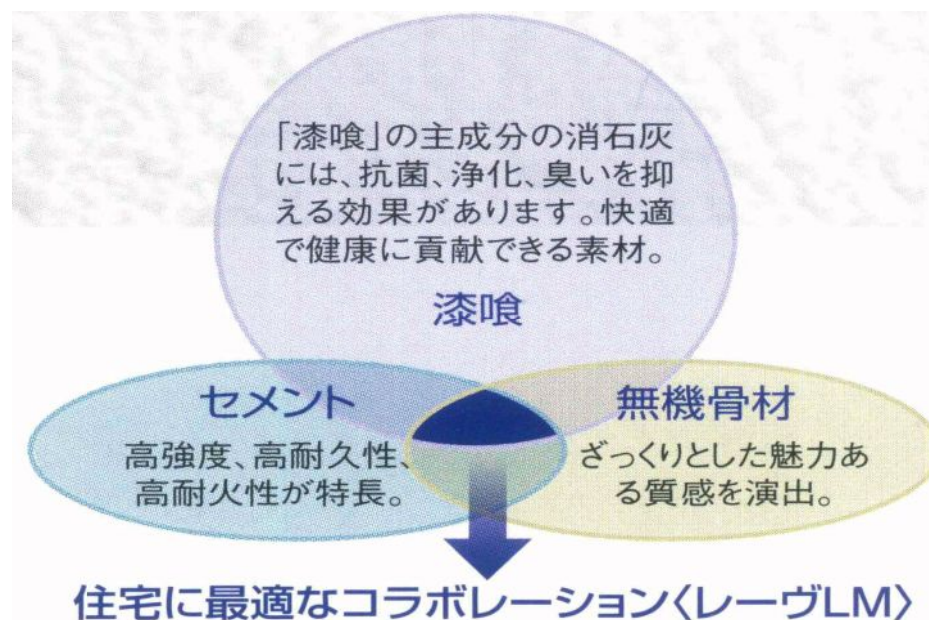 「漆喰」の主成分の消石灰
には、抗菌、浄化、臭いを抑
える効果があります。快適
で健康に貢献できる素材。
漆喰
セメント
高強度、高耐久性、
高耐火性が特長。
無機骨材
ざっくりとした魅力あ
る質感を演出。
住宅に最適なコラボレーション〈レーヴLM〉